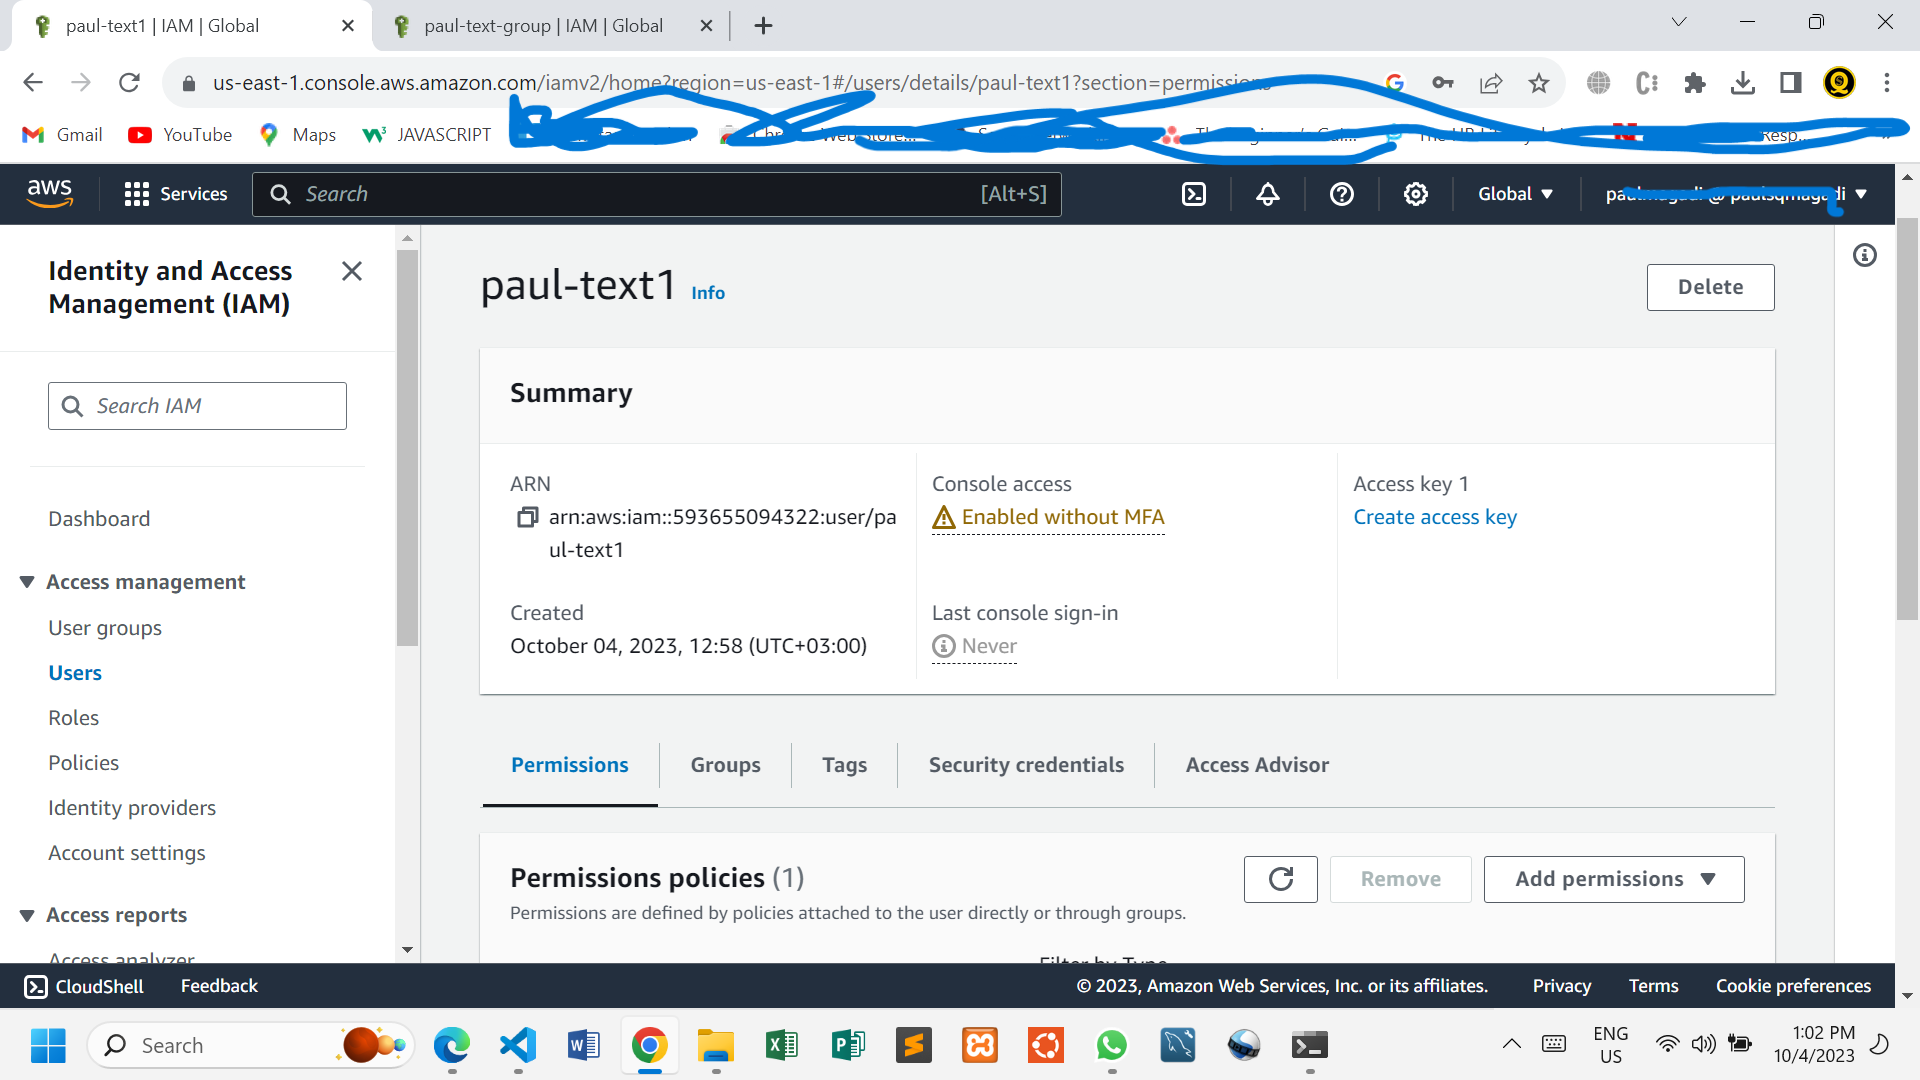 paul-text1 | IAM | Global
paul-text-group | IAM | Global
us-east-1.console.aws.amazon.com/iamv2/home?region=us-east-1#/users/details/paul-text1?section=permissions
Gmail
YouTube
Maps
JAVASCRIPT
aws
Services
Search
[Alt+S]
Global
Identity and Access
Management (IAM)
Search IAM
Dashboard
Access management
User groups
Users
Roles
Policies
Identity providers
Account settings
Access reports
Access analyzer
paul-text1 Info
Delete
Summary
ARN
arn:aws:iam::593655094322:user/pa
ul-text1
Console access
Enabled without MFA
Access key 1
Create access key
Created
October 04, 2023, 12:58 (UTC+03:00)
Last console sign-in
Never
Permissions
Groups
Tags
Security credentials
Access Advisor
Permissions policies (1)
Permissions are defined by policies attached to the user directly or through groups.
Remove
Add permissions
Filter by Type
CloudShell
Feedback
© 2023, Amazon Web Services, Inc. or its affiliates.
Privacy
Terms
Cookie preferences
Search
ENG
US
1:02 PM
10/4/2023